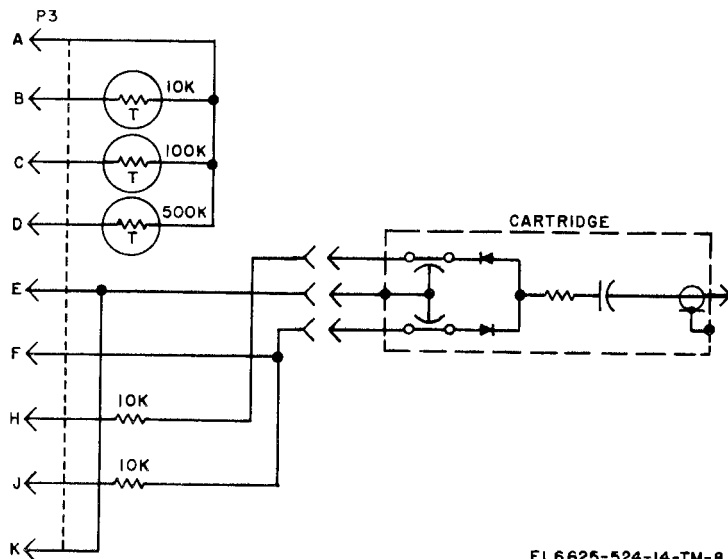 P3
A
B
10K
T
C
100K
T
D
500K
T
CARTRIDGE
E
F
10K
H
10K
J
K
EL6625-524-14-TM-8